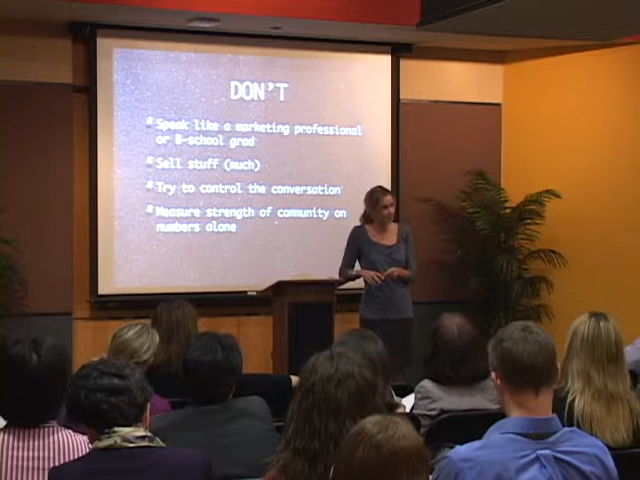 DON'T
# Speak like a marketing professional
or B-school grad
# Sell stuff (much)
# Try to control the conversation
# Measure strength of community on
numbers alone